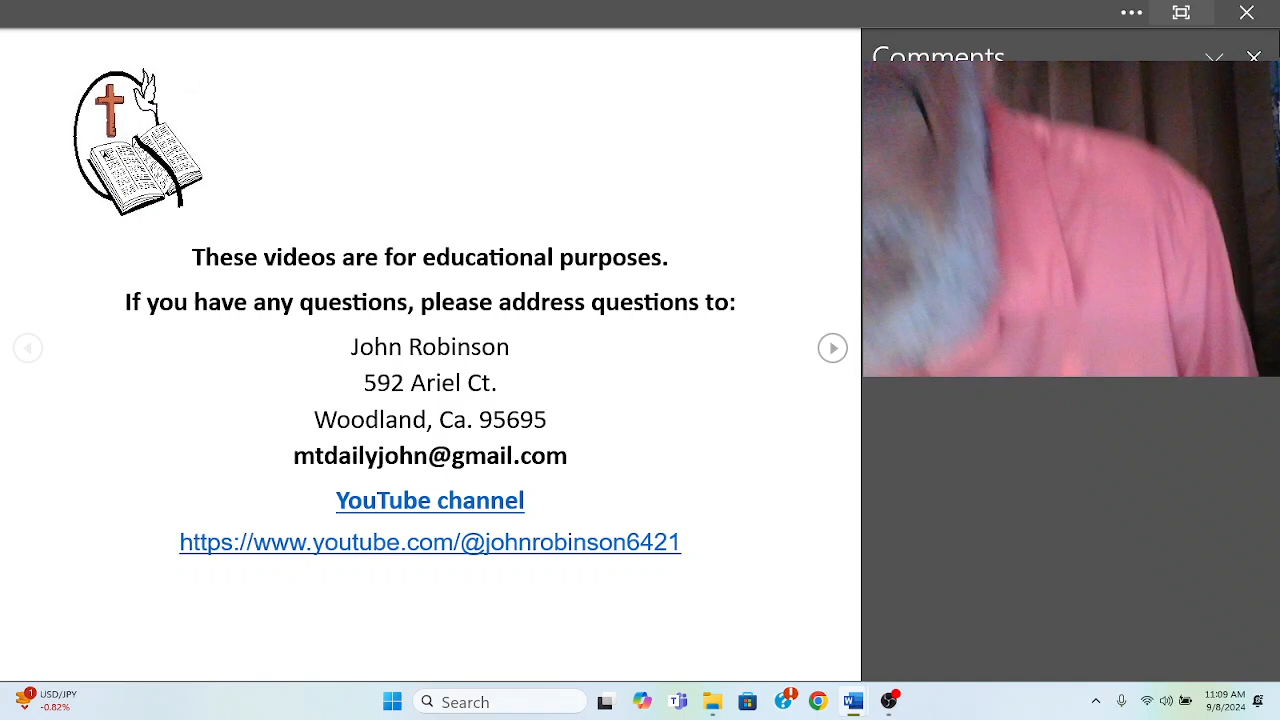 Comments
These videos are for educational purposes.
If you have any questions, please address questions to:
John Robinson
592 Ariel Ct.
Woodland, Ca. 95695
mtdailyjohn@gmail.com
YouTube channel
https://www.youtube.com/@johnrobinson6421
1
USD/JPY
-0.82%
Search
11:09 AM
9/8/2024